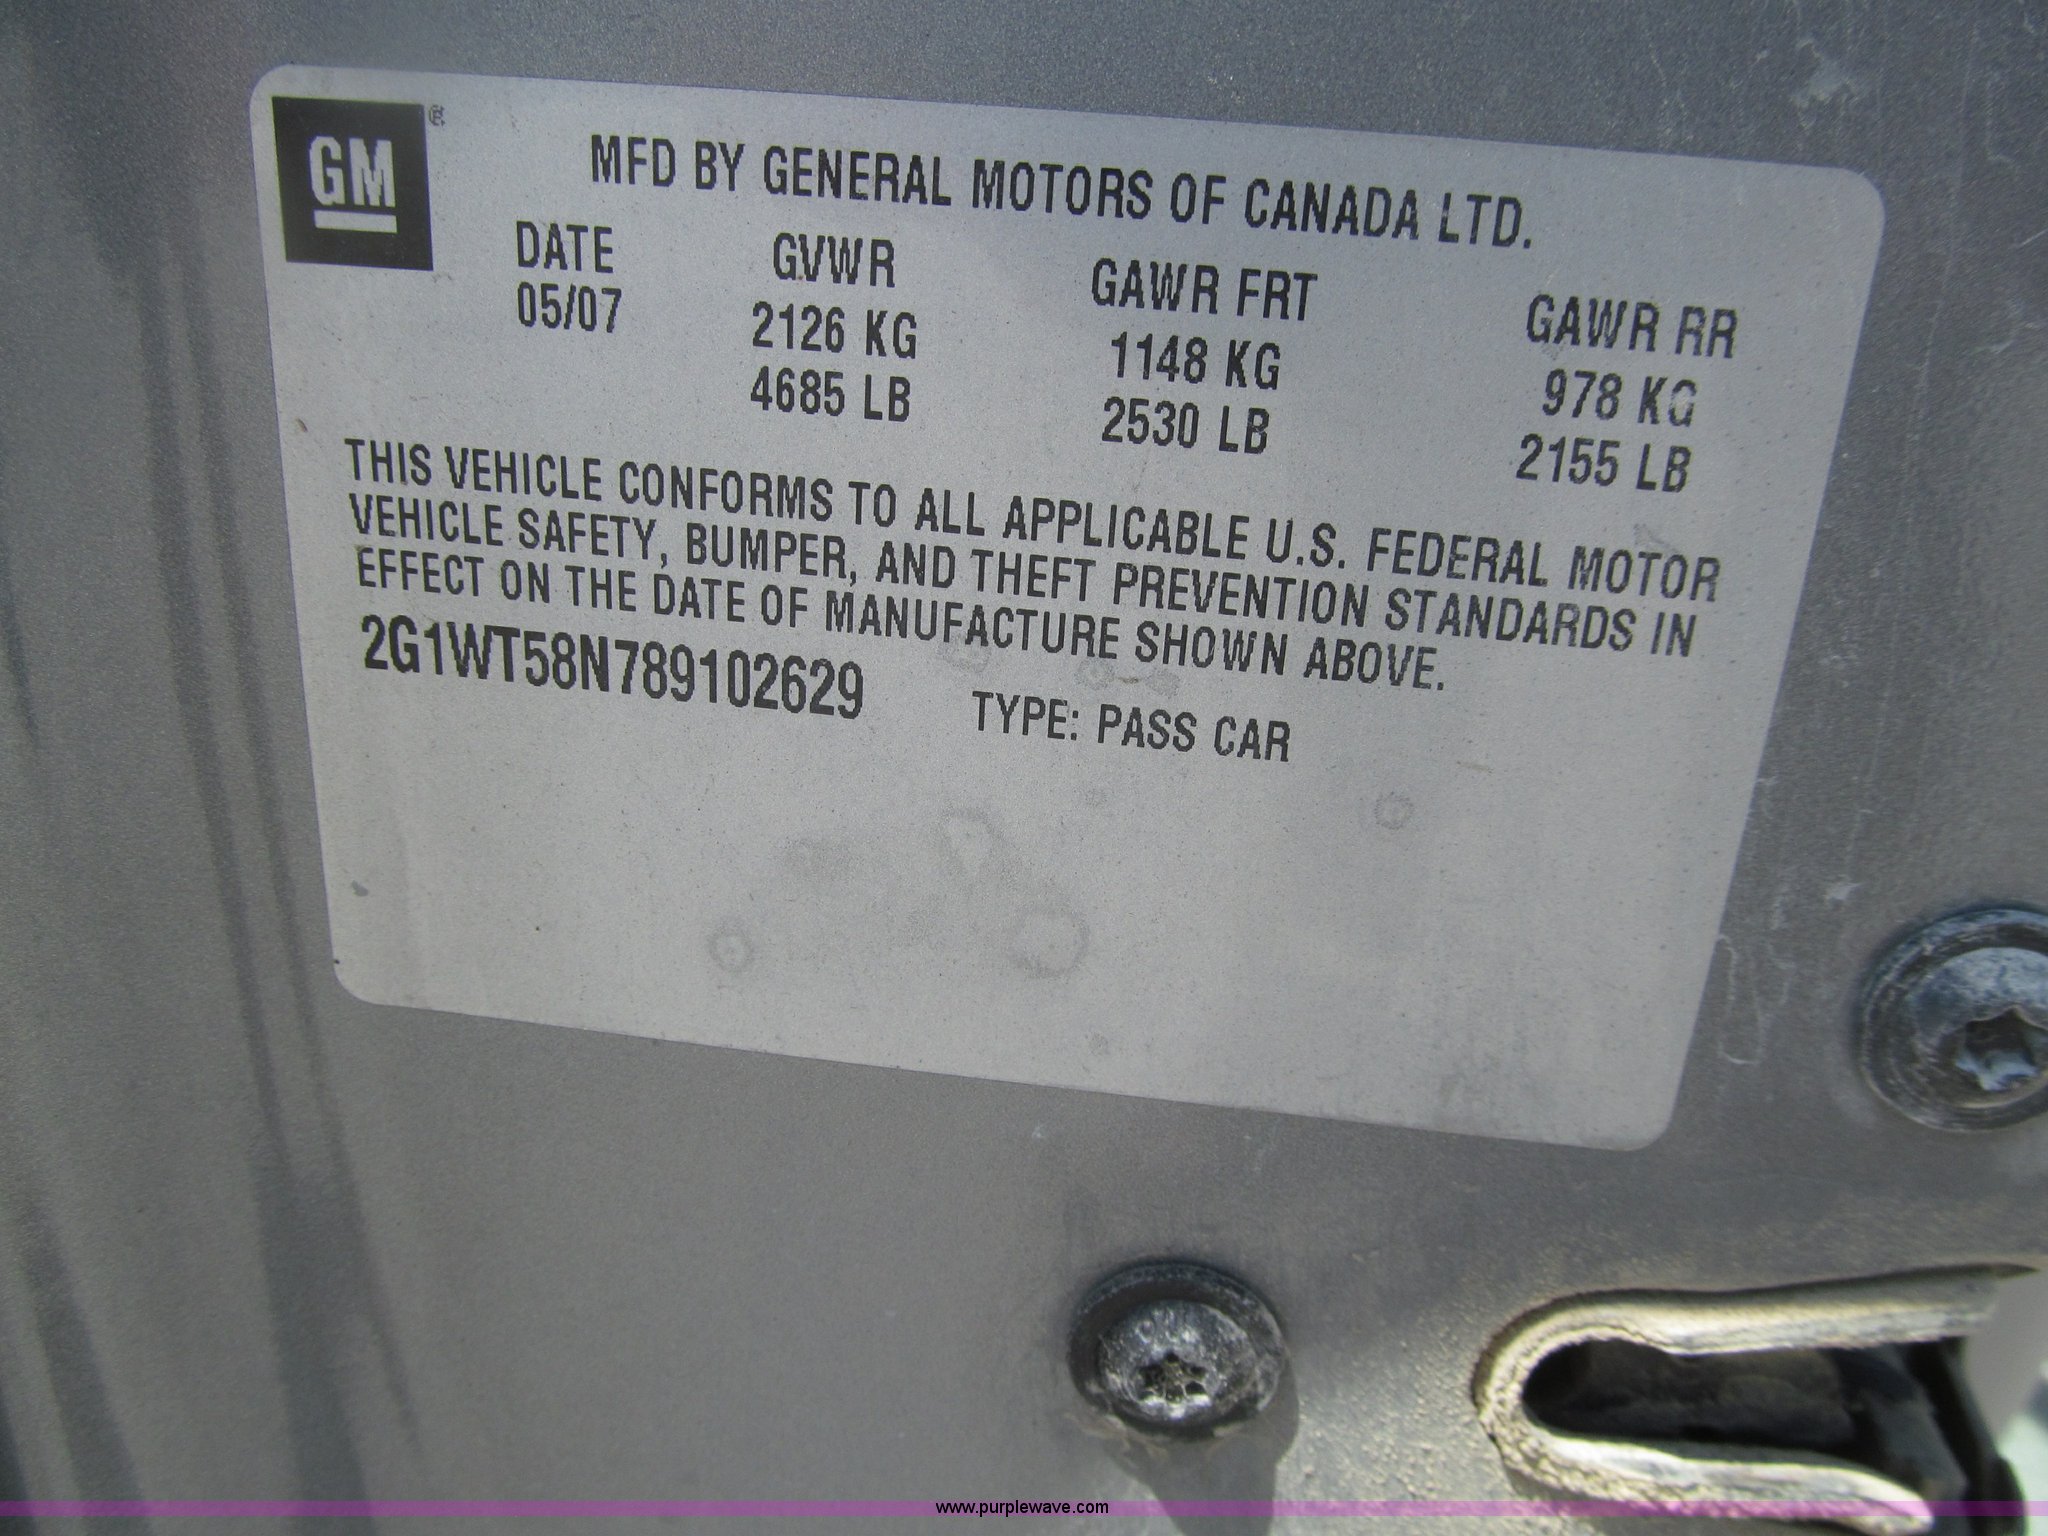 GM
MFD BY GENERAL MOTORS OF CANADA LTD.
DATE GVWR GAWR FRT GAWR RR
05/07 2126 KG 1148 KG 978 KG
4685 LB 2530 LB 2155 LB
THIS VEHICLE CONFORMS TO ALL APPLICABLE U.S. FEDERAL MOTOR
VEHICLE SAFETY, BUMPER, AND THEFT PREVENTION STANDARDS IN
EFFECT ON THE DATE OF MANUFACTURE SHOWN ABOVE.
2G1WT58N789102629 TYPE: PASS CAR
www.purplewave.com